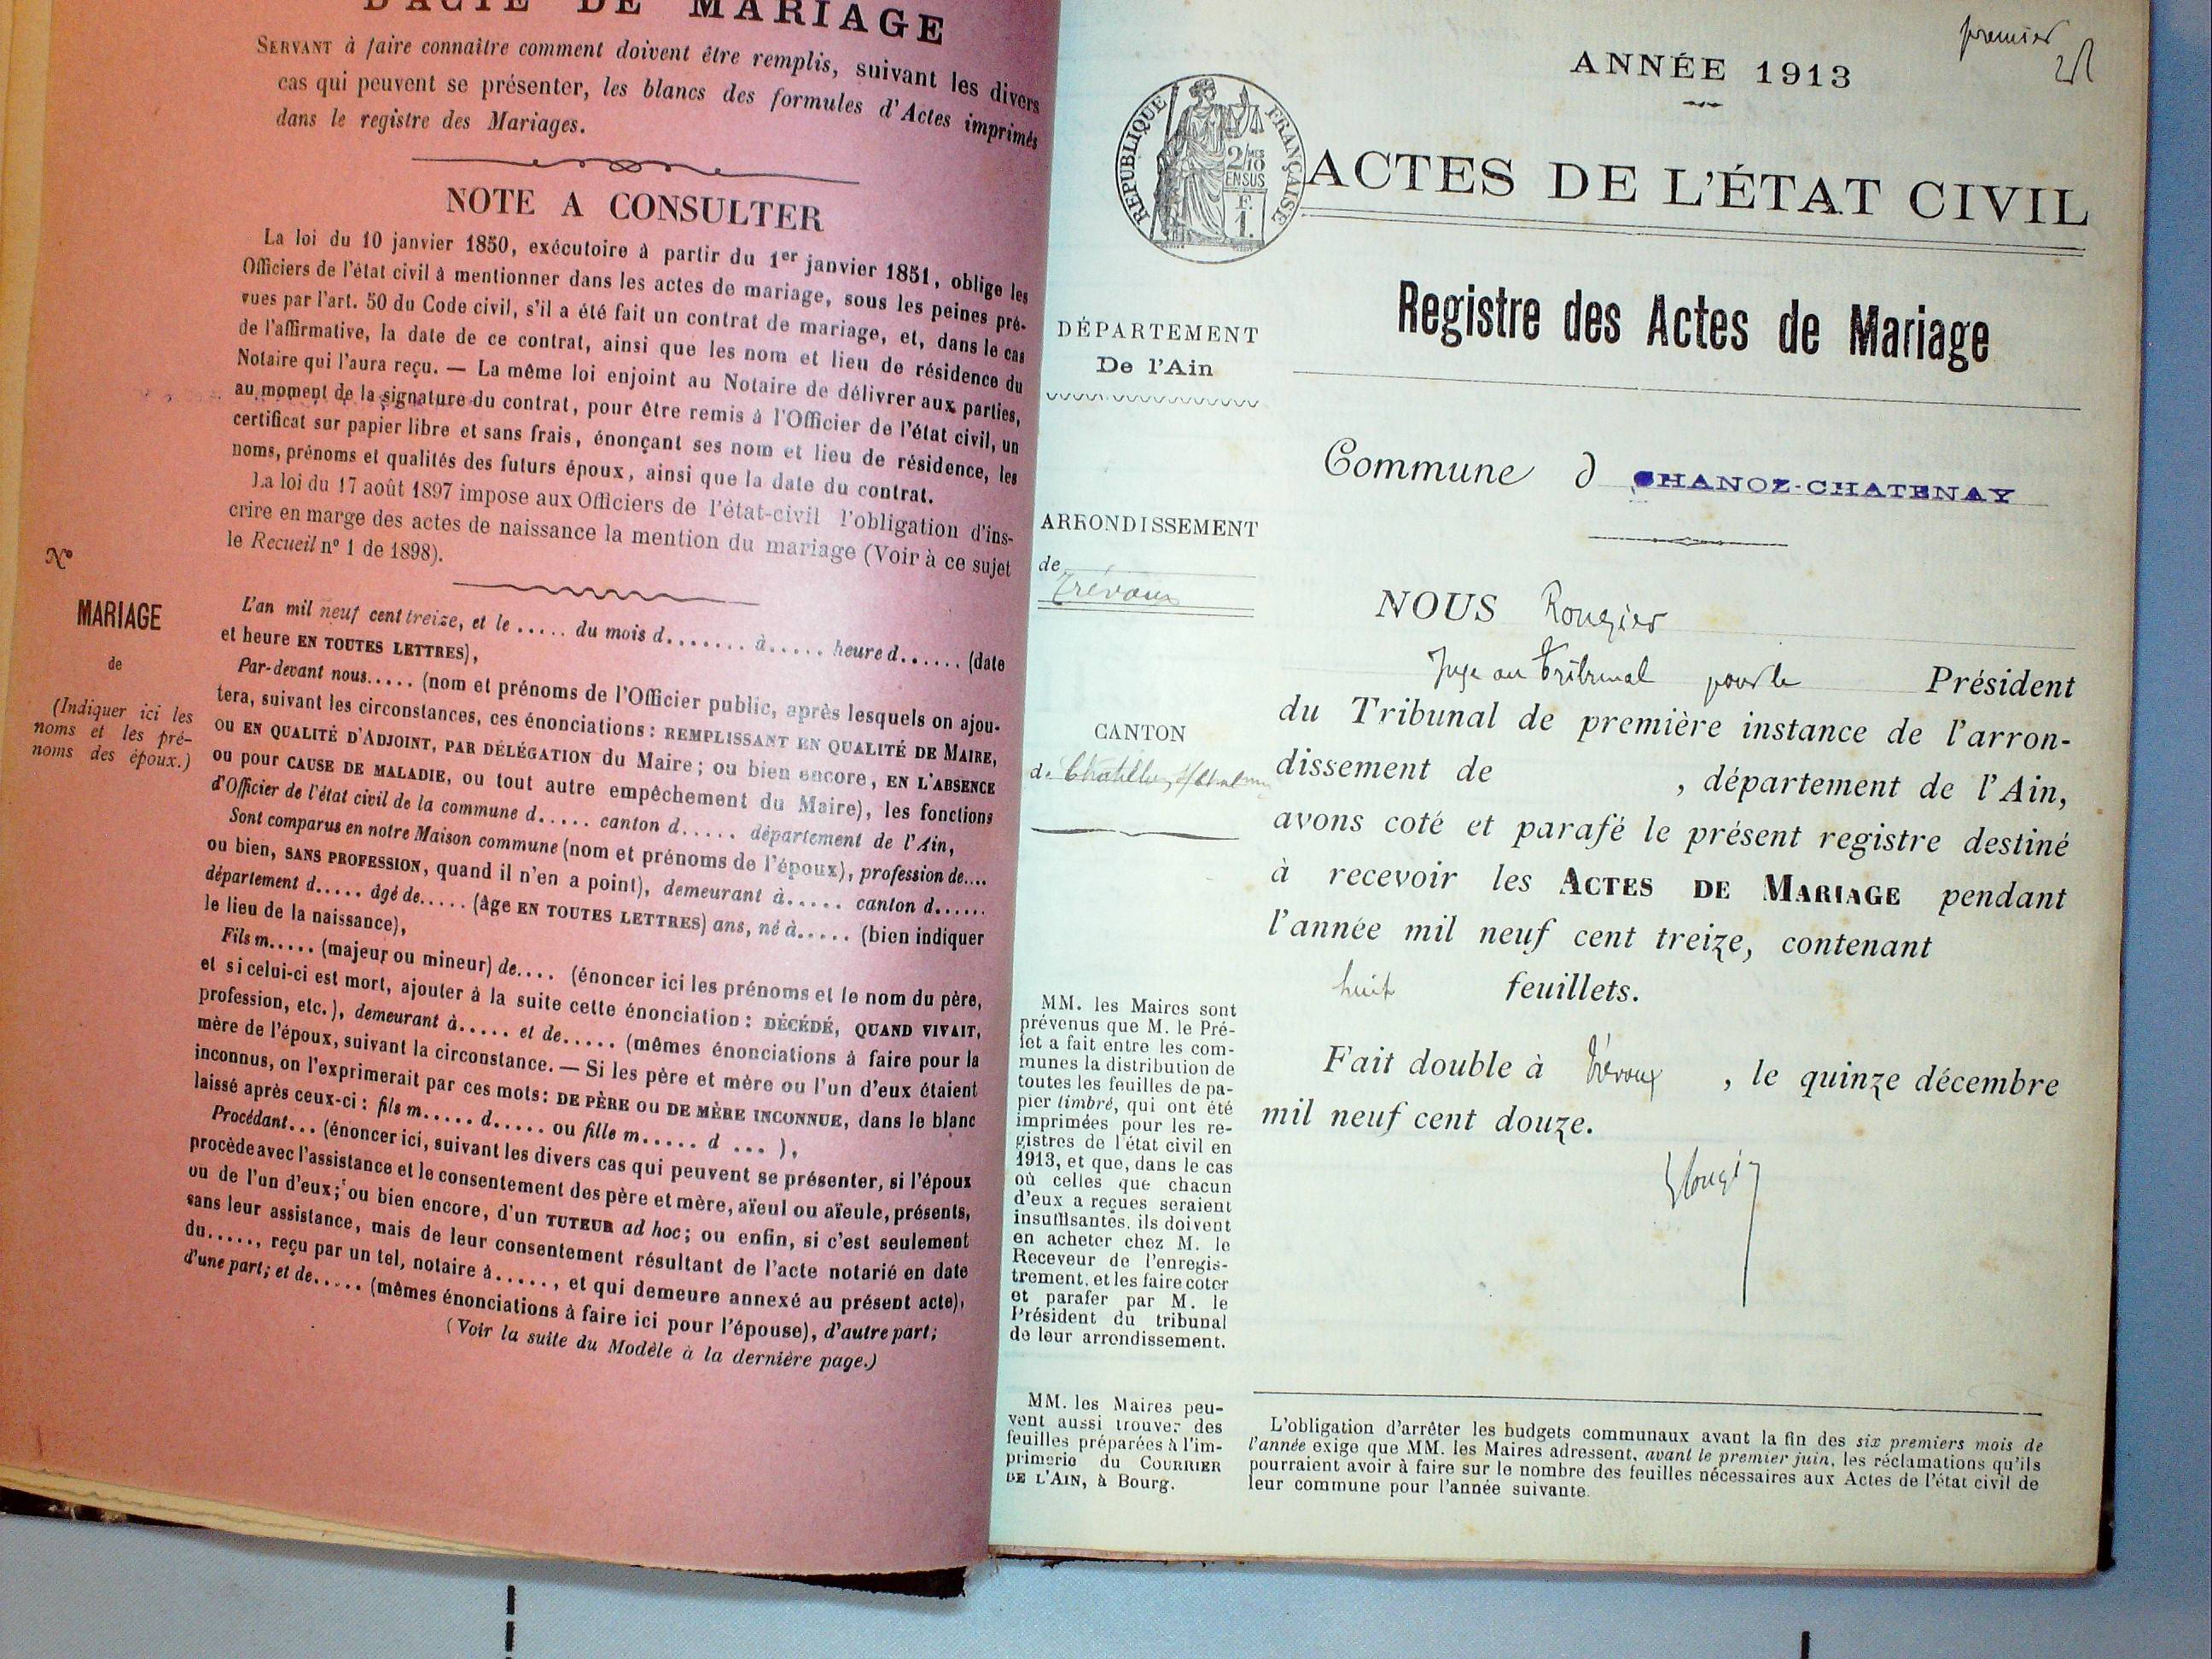 D'ACTE DE MARIAGE
SERVANT à faire connaître comment doivent être remplis, suivant les divers
cas qui peuvent se présenter, les blancs des formules d'Actes imprimés
dans le registre des Mariages.
NOTE A CONSULTER
La loi du 10 janvier 1850, exécutoire à partir du 1er janvier 1851, oblige les
Officiers de l'état civil à mentionner dans les actes de mariage, sous les peines pré-
vues par l'art. 50 du Code civil, s'il a été fait un contrat de mariage, et, dans le cas
de l'affirmative, la date de ce contrat, ainsi que les nom et lieu de résidence du
Notaire qui l'aura reçu. — La même loi enjoint au Notaire de délivrer aux parties,
au moment de la signature du contrat, pour être remis à l'Officier de l'état civil, un
certificat sur papier libre et sans frais, énonçant ses nom et lieu de résidence, les
noms, prénoms et qualités des futurs époux, ainsi que la date du contrat.
La loi du 17 août 1897 impose aux Officiers de l'état-civil l'obligation d'ins-
crire en marge des actes de naissance la mention du mariage (Voir à ce sujet
le Recueil n° 1 de 1898).
N°
MARIAGE
de
(Indiquer ici les
noms et les pré-
noms des époux.)
L'an mil neuf cent treize, et le ..... du mois d....... à..... heure d...... (date
et heure EN TOUTES LETTRES),
Par-devant nous..... (nom et prénoms de l'Officier public, après lesquels on ajou-
tera, suivant les circonstances, ces énonciations : REMPLISSANT EN QUALITÉ DE MAIRE,
ou EN QUALITÉ D'ADJOINT, PAR DÉLÉGATION du Maire ; ou bien encore, EN L'ABSENCE
ou pour CAUSE DE MALADIE, ou tout autre empêchement du Maire), les fonctions
d'Officier de l'état civil de la commune d..... canton d..... département de l'Ain,
Sont comparus en notre Maison commune (nom et prénoms de l'époux), profession de....
ou bien, SANS PROFESSION, quand il n'en a point), demeurant à..... canton d......
département d..... âgé de..... (âge EN TOUTES LETTRES) ans, né à..... (bien indiquer
le lieu de la naissance),
Fils m..... (majeur ou mineur) de.... (énoncer ici les prénoms et le nom du père,
et si celui-ci est mort, ajouter à la suite cette énonciation : DÉCÉDÉ, QUAND VIVAIT,
profession, etc.), demeurant à..... et de..... (mêmes énonciations à faire pour la
mère de l'époux, suivant la circonstance. — Si les père et mère ou l'un d'eux étaient
inconnus, on l'exprimerait par ces mots : DE PÈRE OU DE MÈRE INCONNUE, dans le blanc
laissé après ceux-ci : fils m..... d..... ou fille m..... d ... ),
Procédant... (énoncer ici, suivant les divers cas qui peuvent se présenter, si l'époux
procède avec l'assistance et le consentement des père et mère, aïeul ou aïeule, présents,
ou de l'un d'eux ; ou bien encore, d'un TUTEUR ad hoc ; ou enfin, si c'est seulement
sans leur assistance, mais de leur consentement résultant de l'acte notarié en date
du....., reçu par un tel, notaire à......, et qui demeure annexé au présent acte),
d'une part ; et de..... (mêmes énonciations à faire ici pour l'épouse), d'autre part ;
(Voir la suite du Modèle à la dernière page.)
premier
ANNÉE 1913
RÉPUBLIQUE FRANÇAISE
2/MES
10
EN SUS
F.
1.
ACTES DE L'ÉTAT CIVIL
Registre des Actes de Mariage
DÉPARTEMENT
De l'Ain
Commune d CHANOZ-CHATENAY
ARRONDISSEMENT
de Trévoux
CANTON
de Chatillon s/Chalaronne
NOUS Rougier
Juge au Tribunal pour le Président
du Tribunal de première instance de l'arron-
dissement de , département de l'Ain,
avons coté et parafé le présent registre destiné
à recevoir les ACTES DE MARIAGE pendant
l'année mil neuf cent treize, contenant
huit feuillets.
Fait double à Trévoux , le quinze décembre
mil neuf cent douze.
Rougier
MM. les Maires sont
prévenus que M. le Pré-
fet a fait entre les com-
munes la distribution de
toutes les feuilles de pa-
pier timbré, qui ont été
imprimées pour les re-
gistres de l'état civil en
1913, et que, dans le cas
où celles que chacun
d'eux a reçues seraient
insuffisantes, ils doivent
en acheter chez M. le
Receveur de l'enregis-
trement, et les faire coter
et parafer par M. le
Président du tribunal
de leur arrondissement.
MM. les Maires peu-
vent aussi trouver des
feuilles préparées à l'im-
primerie du COURRIER
DE L'AIN, à Bourg.
L'obligation d'arrêter les budgets communaux avant la fin des six premiers mois de
l'année exige que MM. les Maires adressent, avant le premier juin, les réclamations qu'ils
pourraient avoir à faire sur le nombre des feuilles nécessaires aux Actes de l'état civil de
leur commune pour l'année suivante.